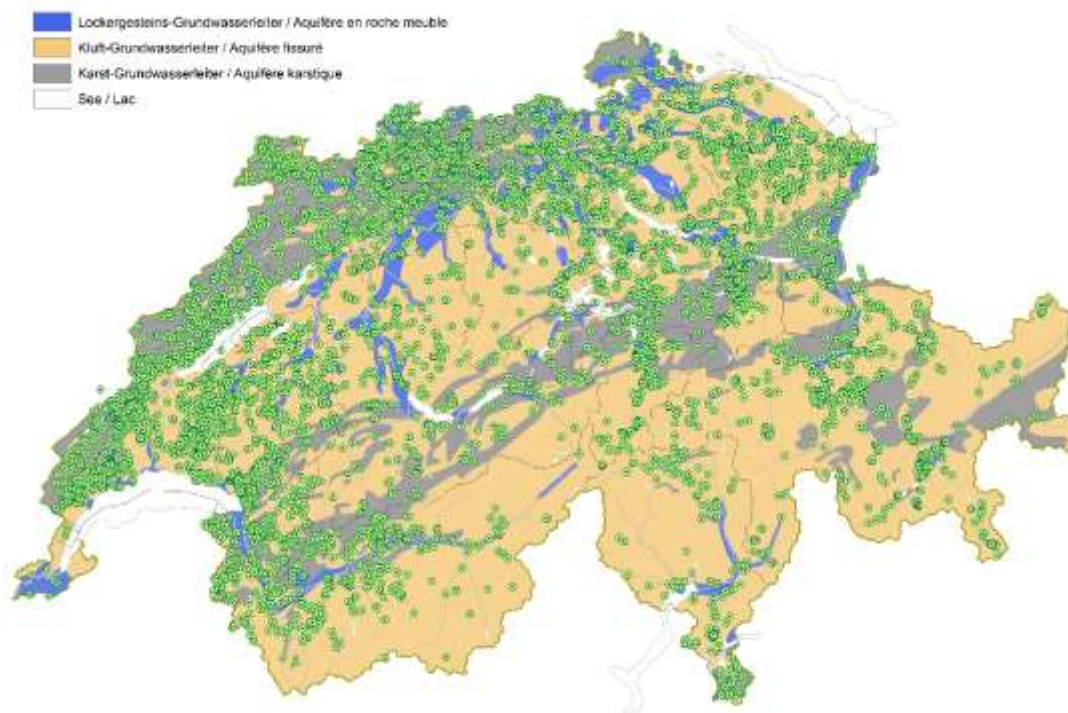 Lockergesteins-Grundwasserleiter / Aquifère en roche meuble
Kluft-Grundwasserleiter / Aquifère fissuré
Karst-Grundwasserleiter / Aquifère karstique
See / Lac